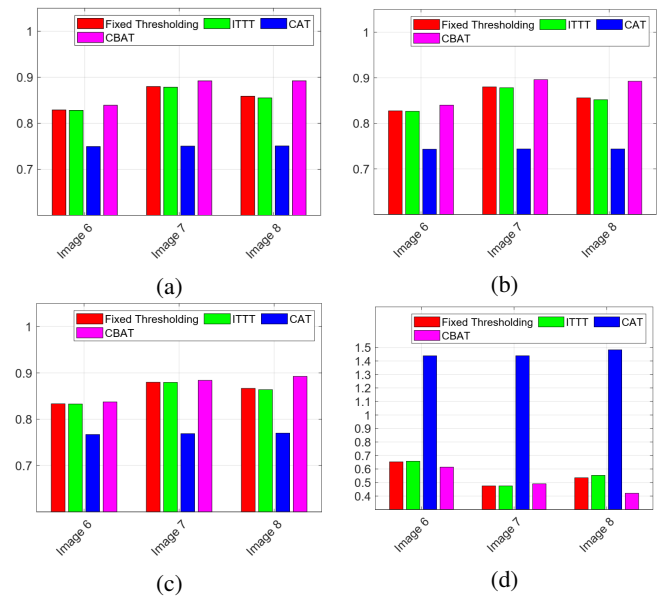 Fixed Thresholding ITTT CAT
CBAT
1
0.9
0.8
0.7
Image 6
Image 7
Image 8
(a)
Fixed Thresholding ITTT CAT
CBAT
1
0.9
0.8
0.7
Image 6
Image 7
Image 8
(b)
Fixed Thresholding ITTT CAT
CBAT
1
0.9
0.8
0.7
Image 6
Image 7
Image 8
(c)
Fixed Thresholding ITTT CAT
CBAT
1.5
1.4
1.3
1.2
1.1
1
0.9
0.8
0.7
0.6
0.5
0.4
Image 6
Image 7
Image 8
(d)